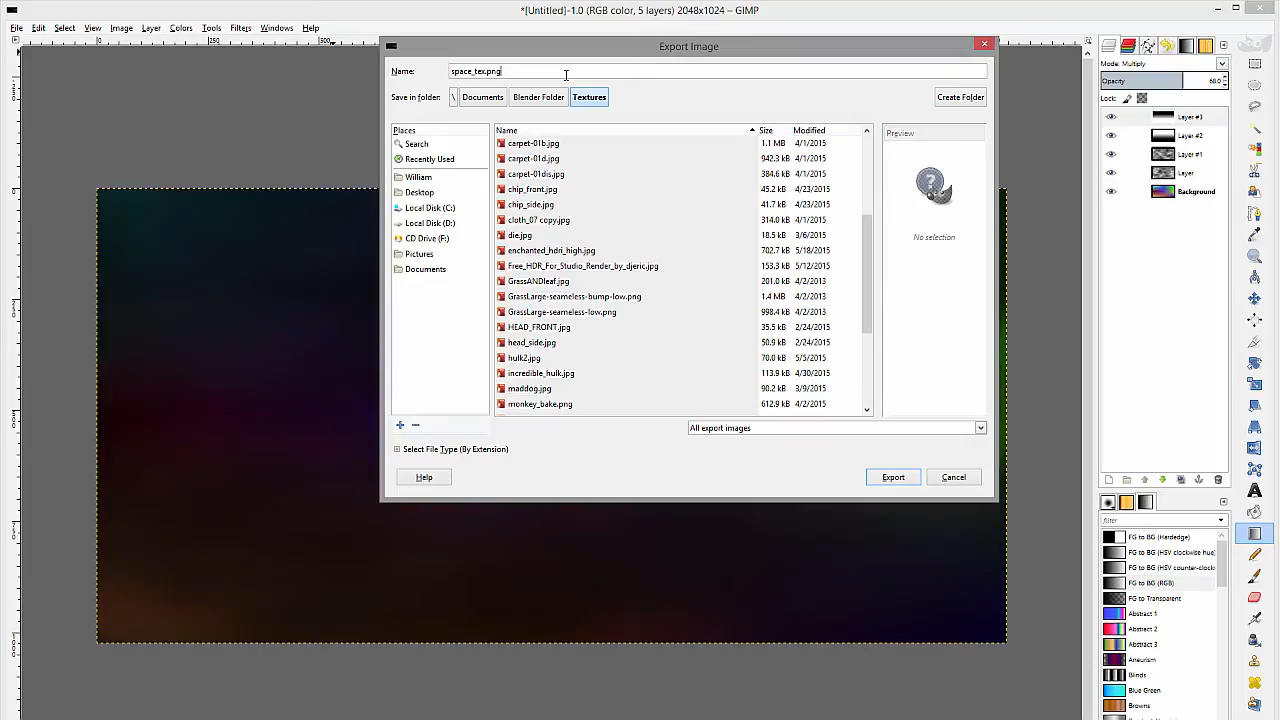 *[Untitled]-1.0 (RGB color, 5 layers) 2048x1024 – GIMP
File Edit Select View Image Layer Colors Tools Filters Windows Help
Export Image
Name: space_tex.png
Save in folder: \ Documents Blender Folder Textures Create Folder
Places
Search
Recently Used
William
Desktop
Local Disk (C:)
Local Disk (D:)
CD Drive (F:)
Pictures
Documents
Name Size Modified
carpet-01b.jpg 1.1 MB 4/1/2015
carpet-01d.jpg 942.3 kB 4/1/2015
carpet-01dis.jpg 384.6 kB 4/1/2015
chip_front.jpg 45.2 kB 4/23/2015
chip_side.jpg 41.7 kB 4/23/2015
cloth_07 copy.jpg 314.0 kB 4/1/2015
die.jpg 18.5 kB 3/6/2015
enchanted_hdri_high.jpg 702.7 kB 5/18/2015
Free_HDR_For_Studio_Render_by_djeric.jpg 153.3 kB 5/12/2015
GrassANDleaf.jpg 201.0 kB 4/2/2013
GrassLarge-seamless-bump-low.png 1.4 MB 4/2/2013
GrassLarge-seamless-low.png 998.4 kB 4/2/2013
HEAD_FRONT.jpg 35.5 kB 2/24/2015
head_side.jpg 50.9 kB 2/24/2015
hulk2.jpg 70.0 kB 5/5/2015
incredible_hulk.jpg 113.9 kB 4/30/2015
maddog.jpg 90.2 kB 3/9/2015
monkey_bake.png 612.9 kB 4/2/2015
Preview
No selection
All export images
Select File Type (By Extension)
Help Export Cancel
Mode: Multiply
Opacity 68.0
Lock:
Layer #3
Layer #2
Layer #1
Layer
Background
filter
FG to BG (Hardedge)
FG to BG (HSV clockwise hue)
FG to BG (HSV counter-clock
FG to BG (RGB)
FG to Transparent
Abstract 1
Abstract 2
Abstract 3
Aneurism
Blinds
Blue Green
Browns
0 250 500